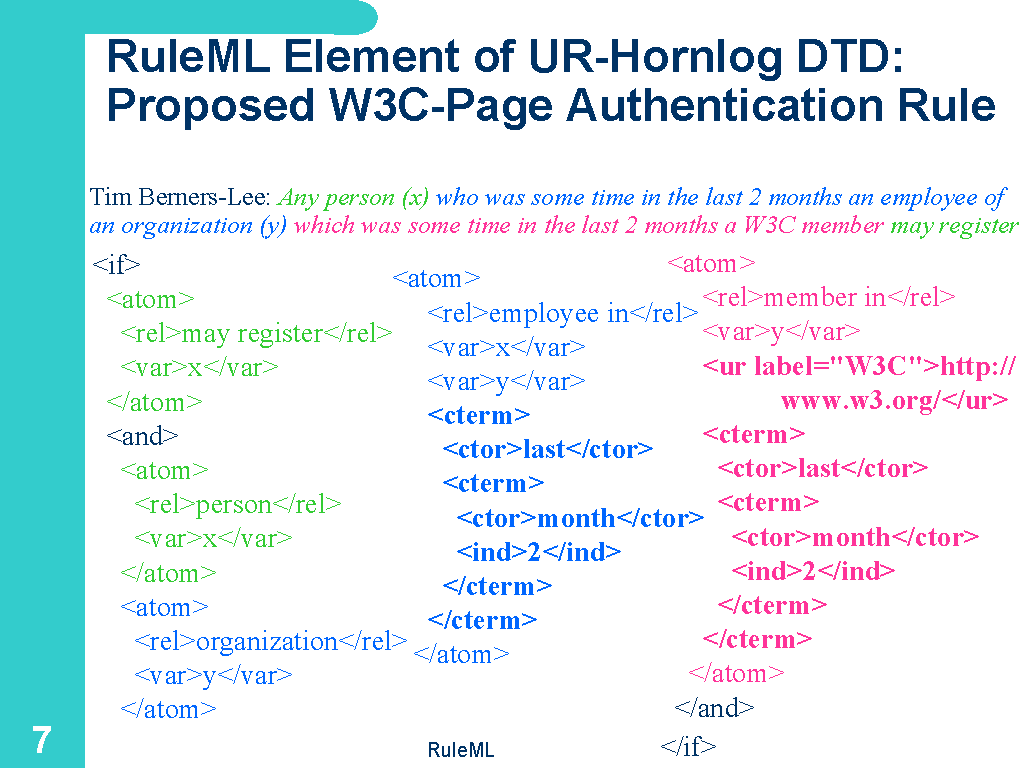 RuleML Element of UR-Hornlog DTD:
Proposed W3C-Page Authentication Rule
Tim Berners-Lee: Any person (x) who was some time in the last 2 months an employee of
an organization (y) which was some time in the last 2 months a W3C member may register
<if>
<atom>
<rel>may register</rel>
<var>x</var>
</atom>
<and>
<atom>
<rel>person</rel>
<var>x</var>
</atom>
<atom>
<rel>organization</rel>
<var>y</var>
</atom>
<atom>
<rel>employee in</rel>
<var>x</var>
<var>y</var>
<cterm>
<ctor>last</ctor>
<cterm>
<ctor>month</ctor>
<ind>2</ind>
</cterm>
</cterm>
</atom>
<atom>
<rel>member in</rel>
<var>y</var>
<ur label="W3C">http://
www.w3.org/</ur>
<cterm>
<ctor>last</ctor>
<cterm>
<ctor>month</ctor>
<ind>2</ind>
</cterm>
</cterm>
</atom>
</and>
</if>
7
RuleML